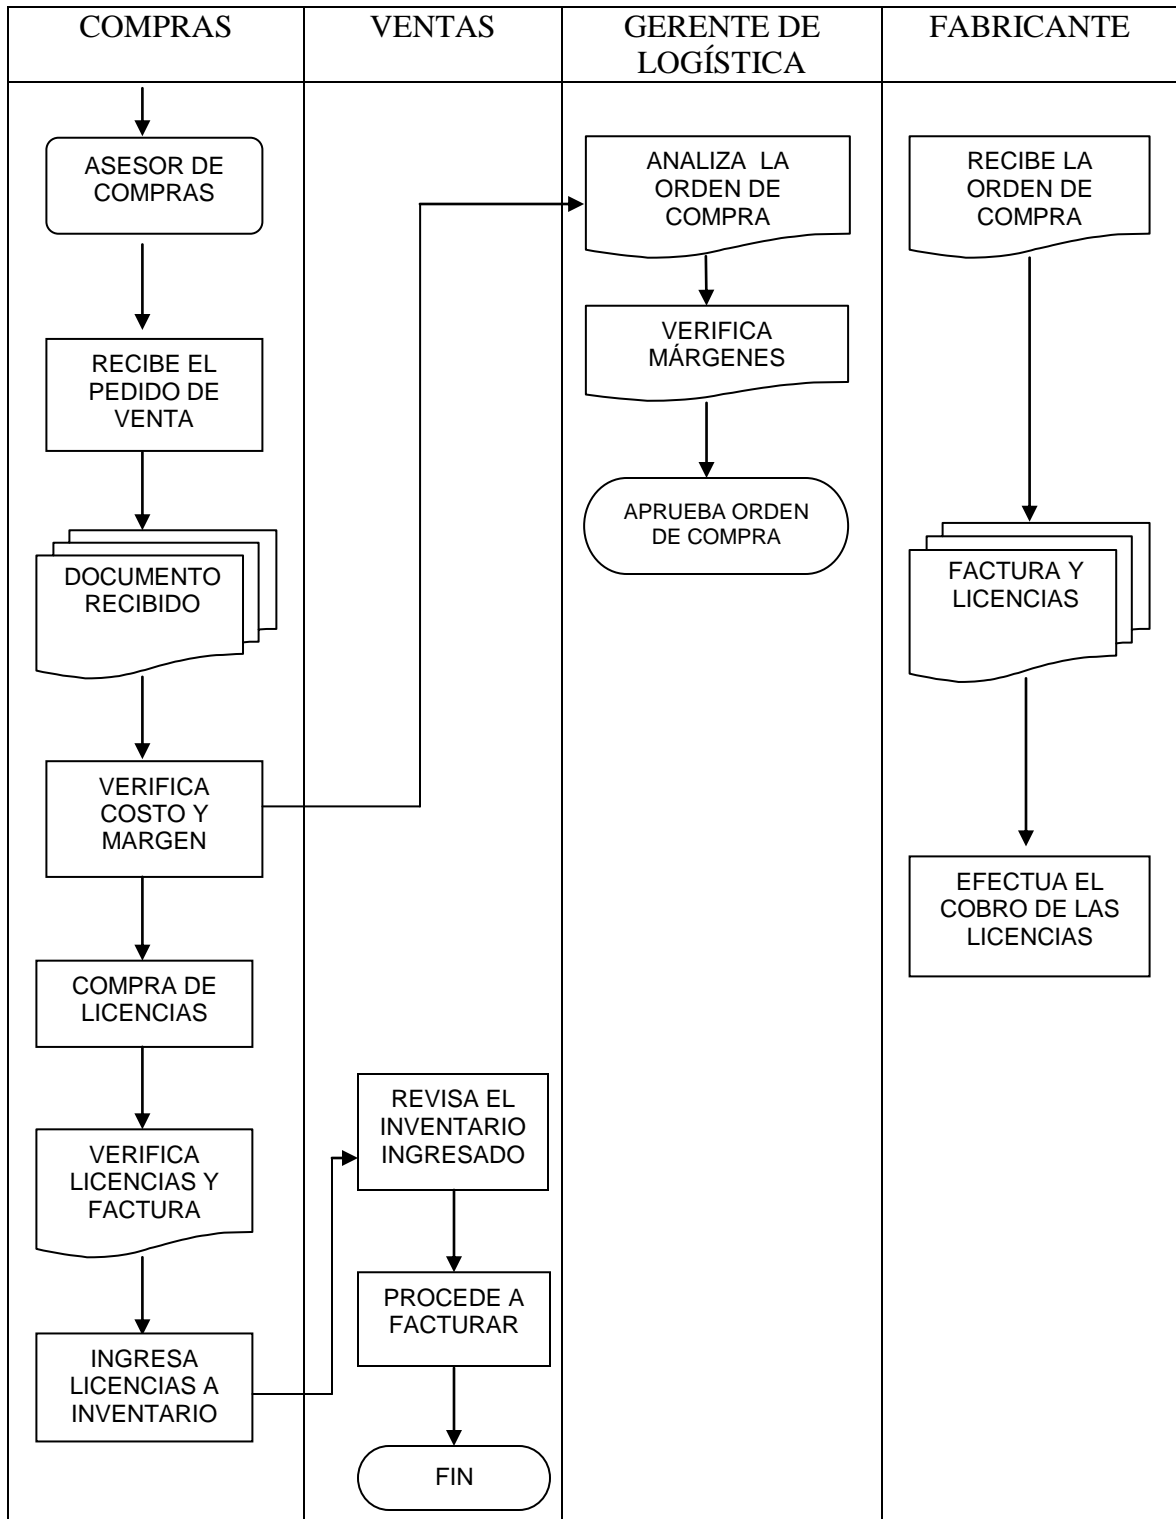 COMPRAS
VENTAS
GERENTE DE
LOGÍSTICA
FABRICANTE
ASESOR DE
COMPRAS
RECIBE EL
PEDIDO DE
VENTA
DOCUMENTO
RECIBIDO
VERIFICA
COSTO Y
MARGEN
COMPRA DE
LICENCIAS
VERIFICA
LICENCIAS Y
FACTURA
INGRESA
LICENCIAS A
INVENTARIO
REVISA EL
INVENTARIO
INGRESADO
PROCEDE A
FACTURAR
FIN
ANALIZA LA
ORDEN DE
COMPRA
VERIFICA
MÁRGENES
APRUEBA ORDEN
DE COMPRA
RECIBE LA
ORDEN DE
COMPRA
FACTURA Y
LICENCIAS
EFECTUA EL
COBRO DE LAS
LICENCIAS